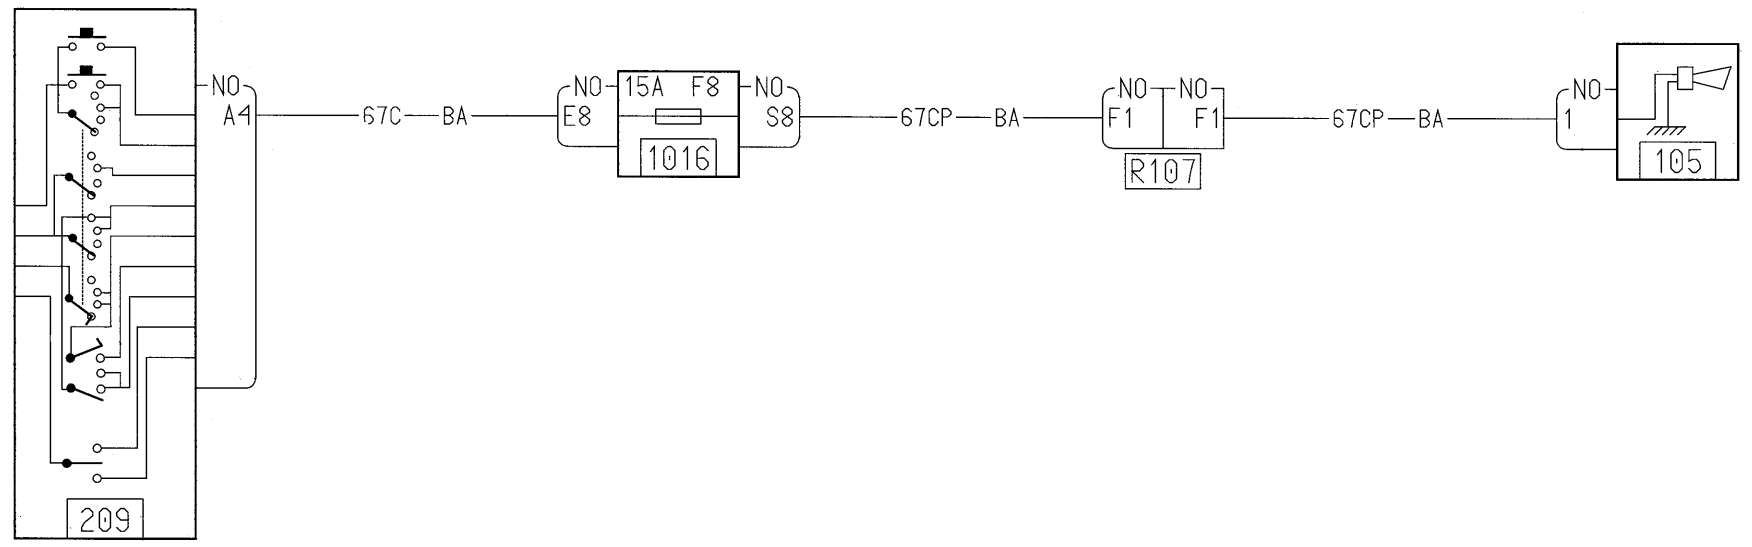 NO
A4
67C BA
NO
E8
15A F8
1016
NO
S8
67CP BA
NO NO
F1 F1
R107
67CP BA
NO
1
105
209